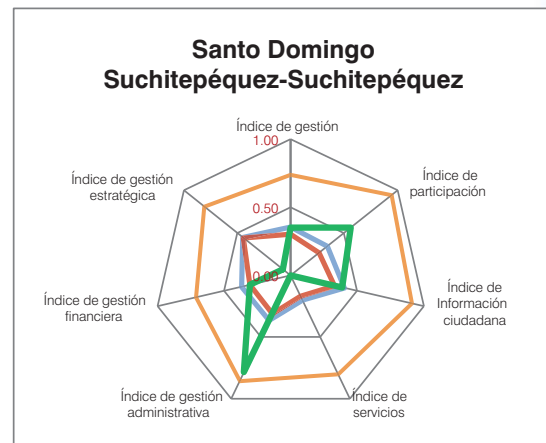 Santo Domingo
Suchitepéquez-Suchitepéquez
Índice de gestión
1.00
Índice de gestión
estratégica
Índice de
participación
0.50
0.00
Índice de gestión
financiera
Índice de
Información
ciudadana
Índice de gestión
administrativa
Índice de
servicios